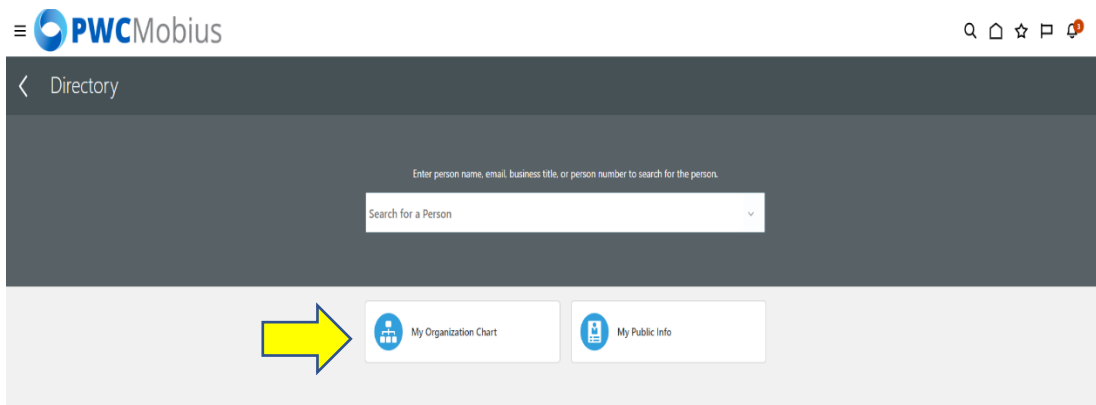 PWCMobius
3
Directory
Enter person name, email, business title, or person number to search for the person.
Search for a Person
My Organization Chart
My Public Info